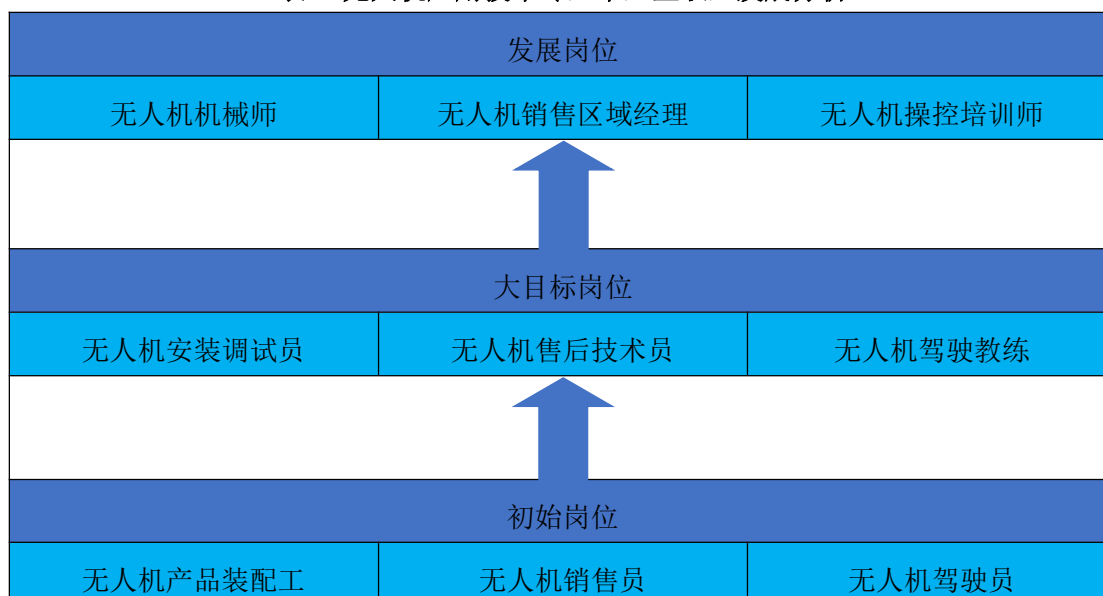 发展岗位
无人机机械师 无人机销售区域经理 无人机操控培训师
大目标岗位
无人机安装调试员 无人机售后技术员 无人机驾驶教练
初始岗位
无人机产品装配工 无人机销售员 无人机驾驶员